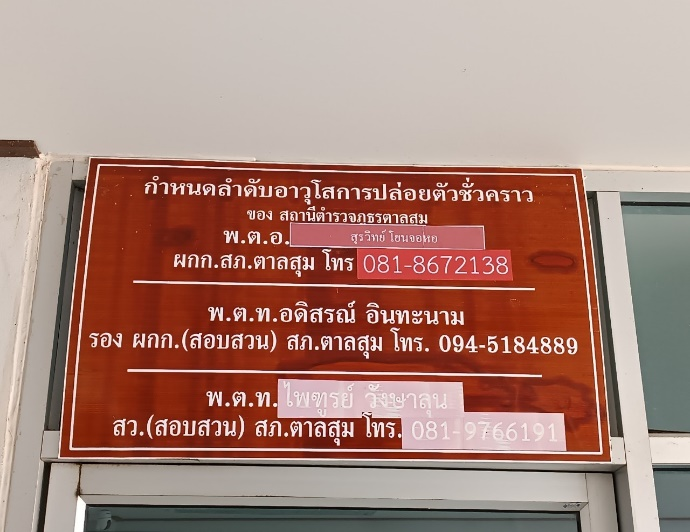 กำหนดลำดับอาวุโสการปล่อยตัวชั่วคราว
ของ สถานีตำรวจภูธรตาลสุม
พ.ต.อ. สุรวิทย์ โยนจอหอ
ผกก.สภ.ตาลสุม โทร 081-8672138
พ.ต.ท.อดิสรณ์ อินทะนาม
รอง ผกก.(สอบสวน) สภ.ตาลสุม โทร. 094-5184889
พ.ต.ท.ไพฑูรย์ วังษาลุน
สว.(สอบสวน) สภ.ตาลสุม โทร. 081-9766191